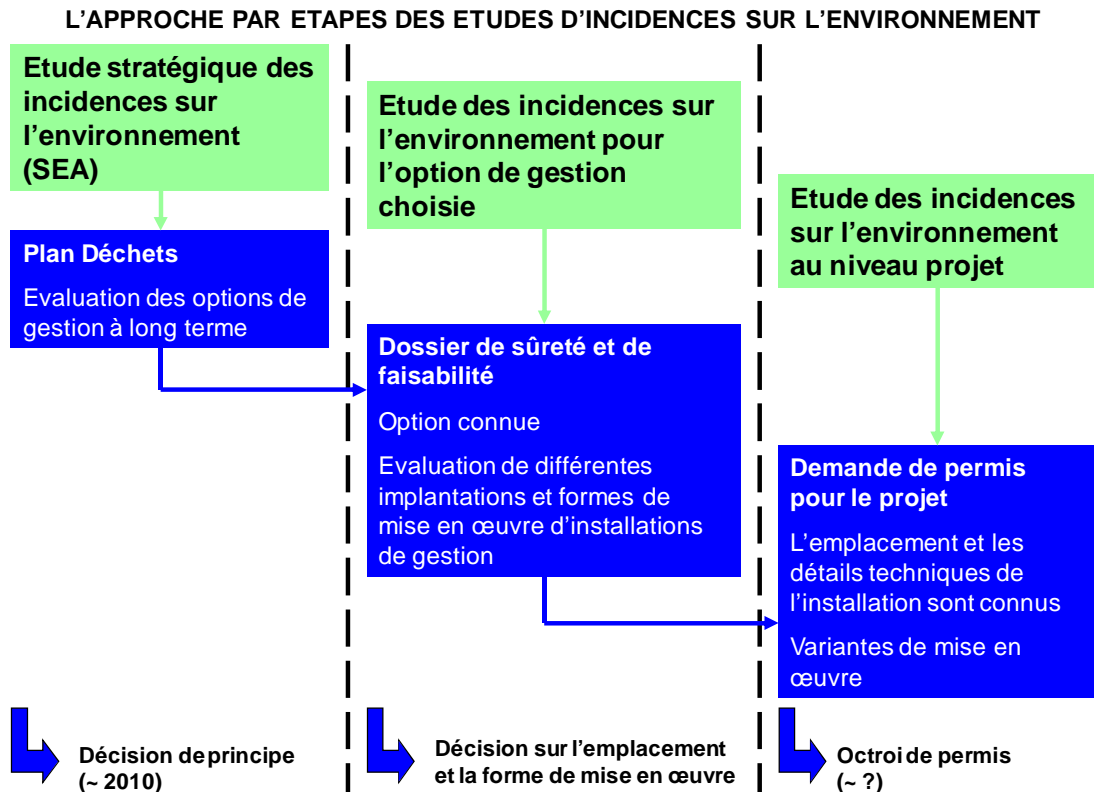 L'APPROCHE PAR ETAPES DES ETUDES D'INCIDENCES SUR L'ENVIRONNEMENT
Etude stratégique des
incidences sur
l'environnement
(SEA)
Plan Déchets
Evaluation des options de
gestion à long terme
Décision de principe
(~ 2010)
Etude des incidences sur
l'environnement pour
l'option de gestion
choisie
Dossier de sûreté et de
faisabilité
Option connue
Evaluation de différentes
implantations et formes de
mise en œuvre d'installations
de gestion
Décision sur l'emplacement
et la forme de mise en œuvre
Etude des incidences
sur l'environnement
au niveau projet
Demande de permis
pour le projet
L'emplacement et les
détails techniques de
l'installation sont connus
Variantes de mise en
œuvre
Octroi de permis
(~ ?)